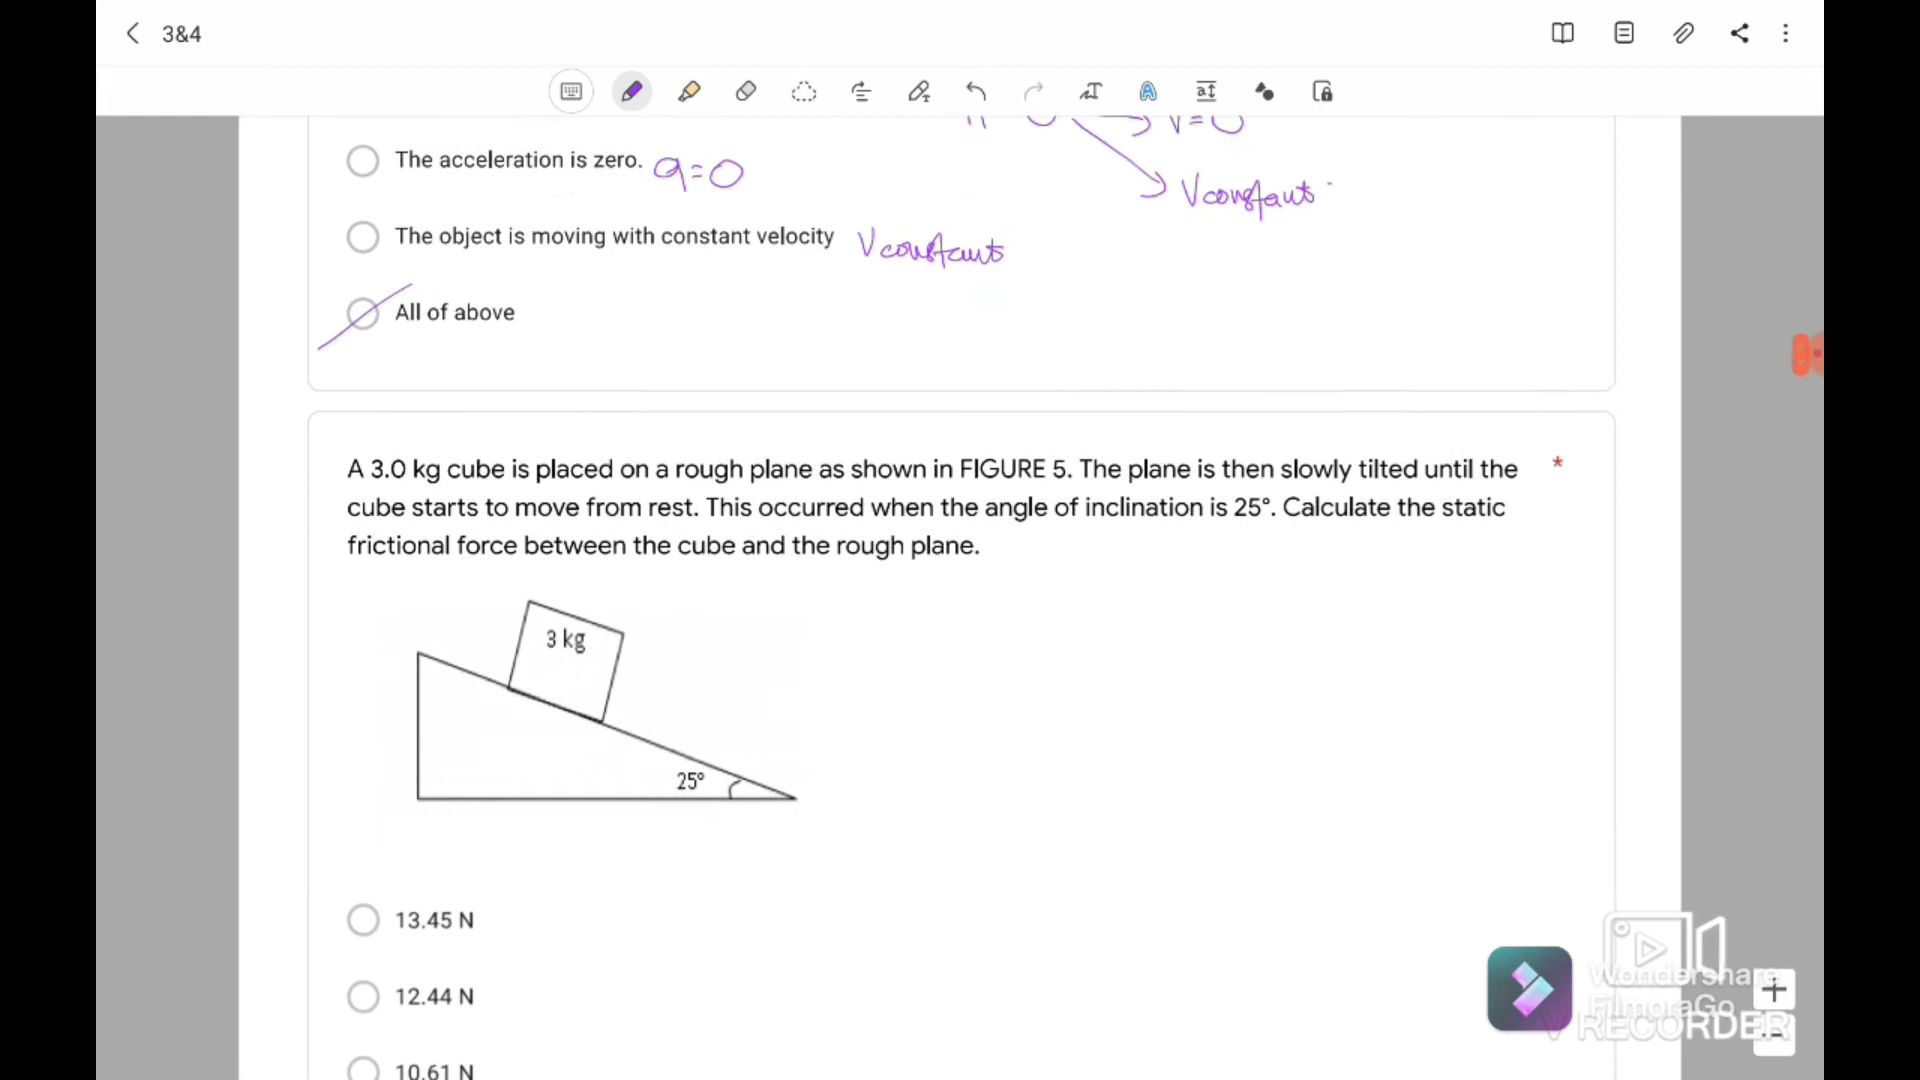 3&4
V=0
The acceleration is zero. a=0
Vconstant
The object is moving with constant velocity Vconstant
All of above
A 3.0 kg cube is placed on a rough plane as shown in FIGURE 5. The plane is then slowly tilted until the *
cube starts to move from rest. This occurred when the angle of inclination is 25°. Calculate the static
frictional force between the cube and the rough plane.
3 kg
25°
13.45 N
12.44 N
10.61 N
Wondershare
FilmoraGo
RECORDER